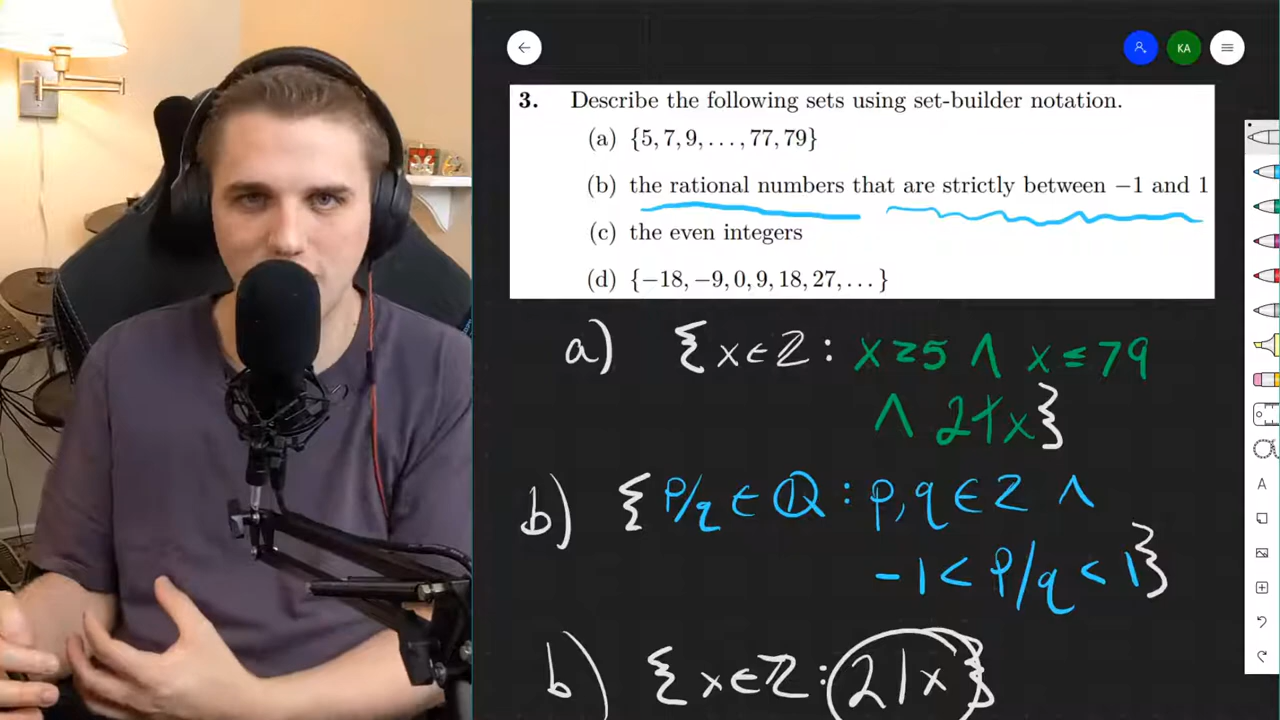 KA
3. Describe the following sets using set-builder notation.
(a) {5, 7, 9, . . . , 77, 79}
(b) the rational numbers that are strictly between −1 and 1
(c) the even integers
(d) {−18, −9, 0, 9, 18, 27, . . . }
a) {x∈ℤ : x≥5 ∧ x≤79
∧ 2∤x}
b) {p/q ∈ ℚ : p,q ∈ ℤ ∧
-1 < p/q < 1}
b) {x∈ℤ : 2|x}
A